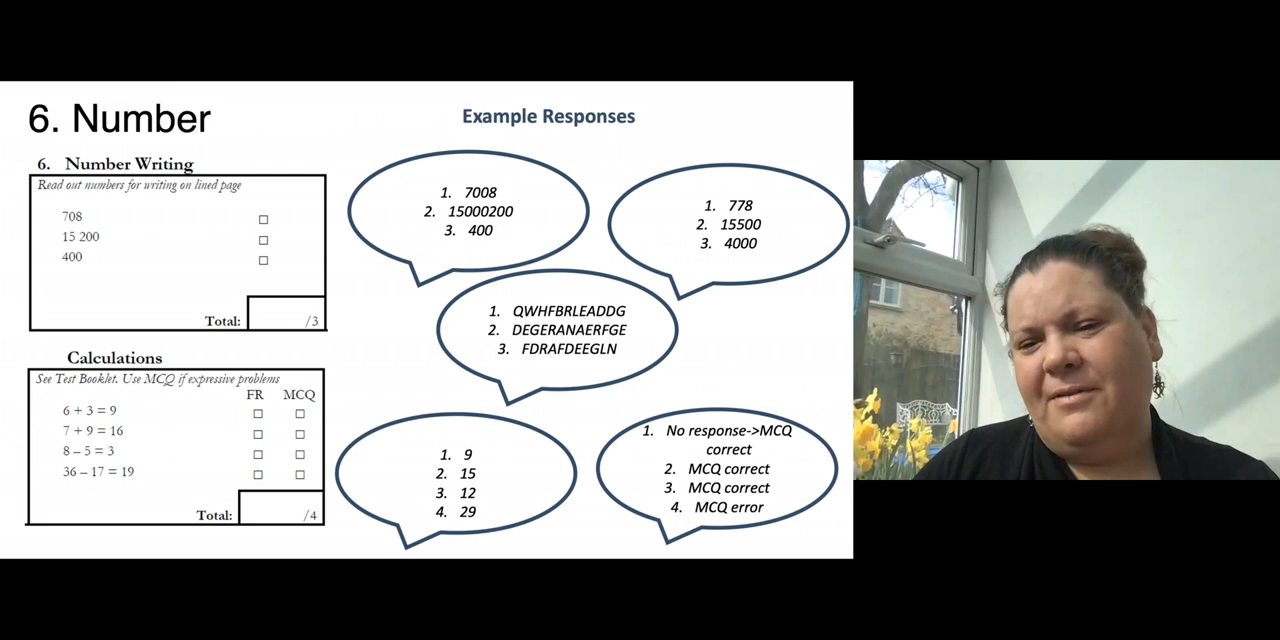 6. Number
Example Responses
6. Number Writing
Read out numbers for writing on lined page
708
15 200
400
Total: /3
Calculations
See Test Booklet. Use MCQ if expressive problems
FR MCQ
6 + 3 = 9
7 + 9 = 16
8 – 5 = 3
36 – 17 = 19
Total: /4
1. 7008
2. 15000200
3. 400
1. 778
2. 15500
3. 4000
1. QWHFBRLEADDG
2. DEGERANAERFGE
3. FDRAFDEEGLN
1. 9
2. 15
3. 12
4. 29
1. No response->MCQ
correct
2. MCQ correct
3. MCQ correct
4. MCQ error